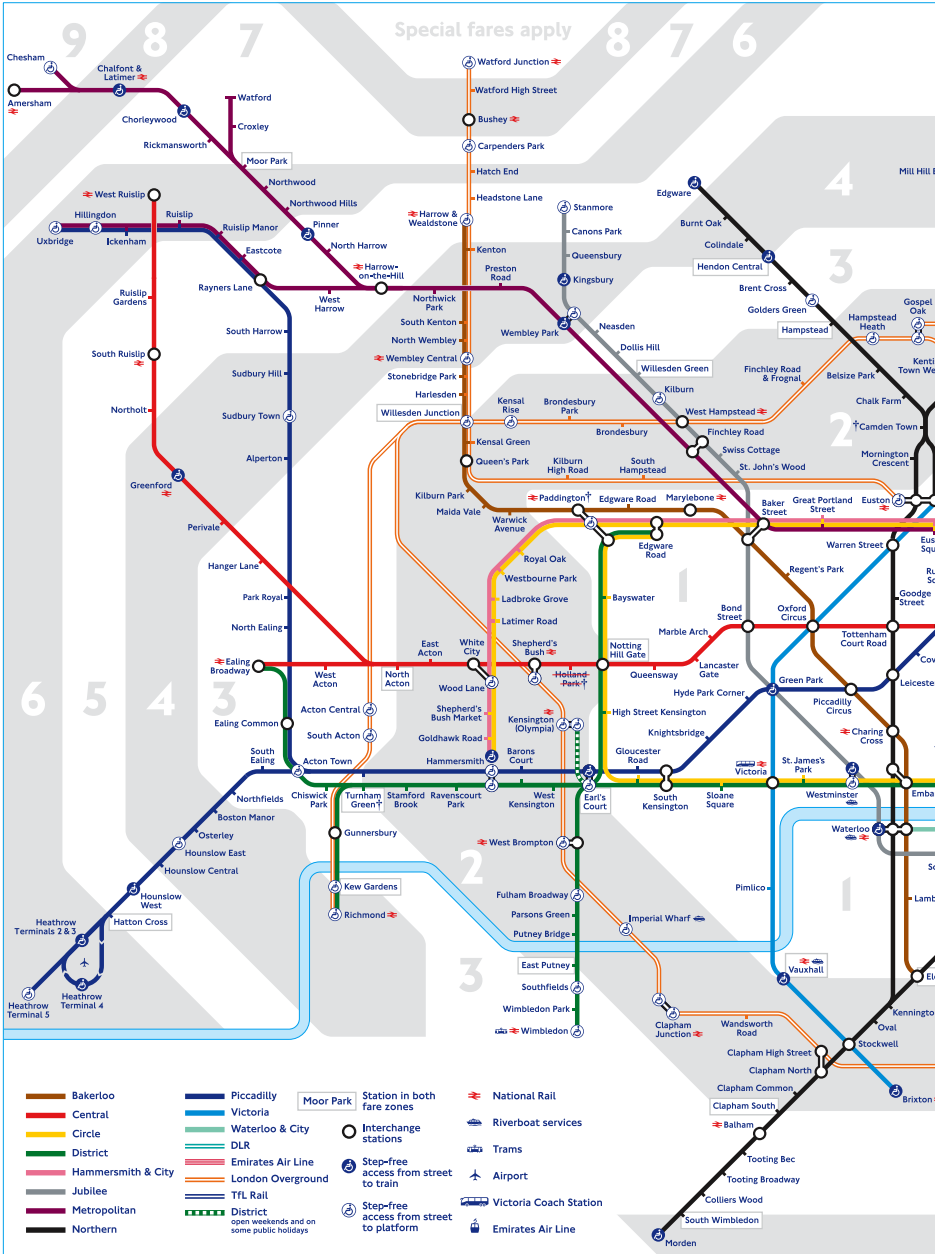 Special fares apply
9
8
7
8
7
6
Chesham
Chalfont &
Latimer
Amersham
Chorleywood
Rickmansworth
Watford
Croxley
Moor Park
Northwood
Northwood Hills
Pinner
North Harrow
Harrow-
on-the-Hill
Watford Junction
Watford High Street
Bushey
Carpenders Park
Hatch End
Headstone Lane
Harrow &
Wealdstone
Kenton
Preston
Road
Northwick
Park
South Kenton
North Wembley
Wembley Central
Stonebridge Park
Harlesden
Willesden Junction
Kensal Green
Queen's Park
Kilburn Park
Maida Vale
Warwick
Avenue
West Ruislip
Hillingdon
Uxbridge
Ickenham
Ruislip
Ruislip Manor
Eastcote
Rayners Lane
West
Harrow
Ruislip
Gardens
South Ruislip
Northolt
Greenford
Perivale
Hanger Lane
South Harrow
Sudbury Hill
Sudbury Town
Alperton
Park Royal
North Ealing
Stanmore
Canons Park
Queensbury
Kingsbury
Wembley Park
Neasden
Dollis Hill
Willesden Green
Kilburn
West Hampstead
Finchley Road
Swiss Cottage
St. John's Wood
4
Mill Hill E
Edgware
Burnt Oak
Colindale
Hendon Central
3
Brent Cross
Golders Green
Hampstead
Hampstead
Heath
Gospel
Oak
Finchley Road
& Frognal
Belsize Park
Kenti
Town We
Chalk Farm
2
†Camden Town
Mornington
Crescent
Kensal
Rise
Brondesbury
Park
Brondesbury
Kilburn
High Road
South
Hampstead
Euston
Paddington†
Edgware Road
Marylebone
Baker
Street
Great Portland
Street
Edgware
Road
Warren Street
Eus
Squ
Regent's Park
Ru
Sq
Goodge
Street
1
Royal Oak
Westbourne Park
Ladbroke Grove
Latimer Road
Bayswater
Bond
Street
Oxford
Circus
Tottenham
Court Road
Marble Arch
Ealing
Broadway
West
Acton
North
Acton
East
Acton
White
City
Shepherd's
Bush
Holland
Park†
Notting
Hill Gate
Queensway
Lancaster
Gate
Cov
Wood Lane
Hyde Park Corner
Green Park
Leicester
Piccadilly
Circus
6
5
4
3
Ealing Common
Acton Central
South Acton
Shepherd's
Bush Market
Goldhawk Road
Kensington
(Olympia)
High Street Kensington
Knightsbridge
Charing
Cross
South
Ealing
Acton Town
Hammersmith
Barons
Court
Gloucester
Road
Victoria
St. James's
Park
Chiswick
Park
Turnham
Green†
Stamford
Brook
Ravenscourt
Park
West
Kensington
Earl's
Court
South
Kensington
Sloane
Square
Westminster
Emba
Northfields
Boston Manor
Osterley
Hounslow East
Hounslow Central
Hounslow
West
Hatton Cross
Heathrow
Terminals 2 & 3
Heathrow
Terminal 4
Heathrow
Terminal 5
Gunnersbury
Kew Gardens
Richmond
2
West Brompton
Fulham Broadway
Parsons Green
Putney Bridge
East Putney
3
Southfields
Wimbledon Park
Wimbledon
Imperial Wharf
Clapham
Junction
Wandsworth
Road
Waterloo
So
Pimlico
1
Lamb
Vauxhall
Ele
Kennington
Oval
Stockwell
Clapham High Street
Clapham North
Clapham Common
Clapham South
Brixton
Balham
Tooting Bec
Tooting Broadway
Colliers Wood
South Wimbledon
Morden
Bakerloo
Central
Circle
District
Hammersmith & City
Jubilee
Metropolitan
Northern
Piccadilly
Victoria
Waterloo & City
DLR
Emirates Air Line
London Overground
TfL Rail
District
open weekends and on
some public holidays
Moor Park
Station in both
fare zones
Interchange
stations
Step-free
access from street
to train
Step-free
access from street
to platform
National Rail
Riverboat services
Trams
Airport
Victoria Coach Station
Emirates Air Line